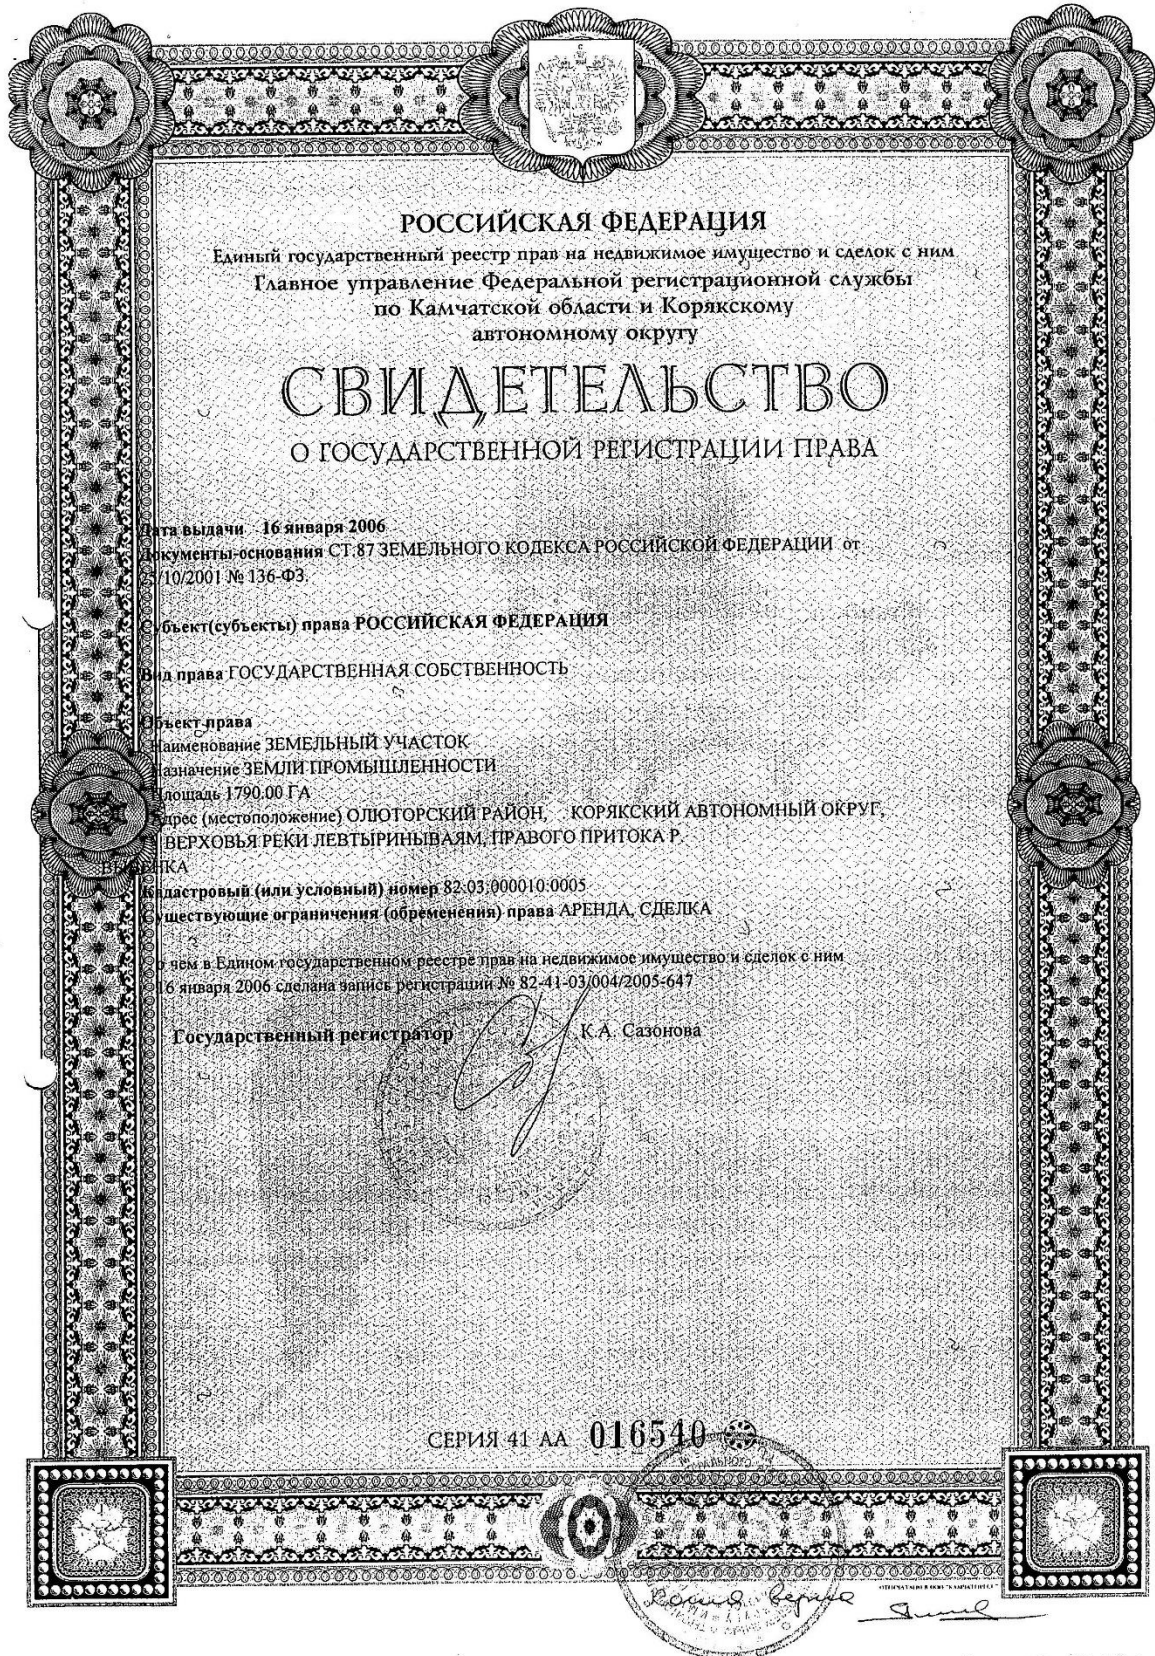 РОССИЙСКАЯ ФЕДЕРАЦИЯ
Единый государственный реестр прав на недвижимое имущество и сделок с ним
Главное управление Федеральной регистрационной службы
по Камчатской области и Корякскому
автономному округу
СВИДЕТЕЛЬСТВО
О ГОСУДАРСТВЕННОЙ РЕГИСТРАЦИИ ПРАВА
Дата выдачи 16 января 2006
Документы-основания СТ.87 ЗЕМЕЛЬНОГО КОДЕКСА РОССИЙСКОЙ ФЕДЕРАЦИИ от
25/10/2001 № 136-ФЗ.
Субъект(субъекты) права РОССИЙСКАЯ ФЕДЕРАЦИЯ
Вид права ГОСУДАРСТВЕННАЯ СОБСТВЕННОСТЬ
Объект права
Наименование ЗЕМЕЛЬНЫЙ УЧАСТОК
Назначение ЗЕМЛИ ПРОМЫШЛЕННОСТИ
Площадь 1790.00 ГА
Адрес (местоположение) ОЛЮТОРСКИЙ РАЙОН, КОРЯКСКИЙ АВТОНОМНЫЙ ОКРУГ,
ВЕРХОВЬЯ РЕКИ ЛЕВТЫРИНЫВАЯМ, ПРАВОГО ПРИТОКА Р.
ВЫВЕНКА
Кадастровый (или условный) номер 82:03:000010:0005
Существующие ограничения (обременения) права АРЕНДА, СДЕЛКА
о чем в Едином государственном реестре прав на недвижимое имущество и сделок с ним
16 января 2006 сделана запись регистрации № 82-41-03/004/2005-647
Государственный регистратор К.А. Сазонова
СЕРИЯ 41 АА 016540
Копия верна